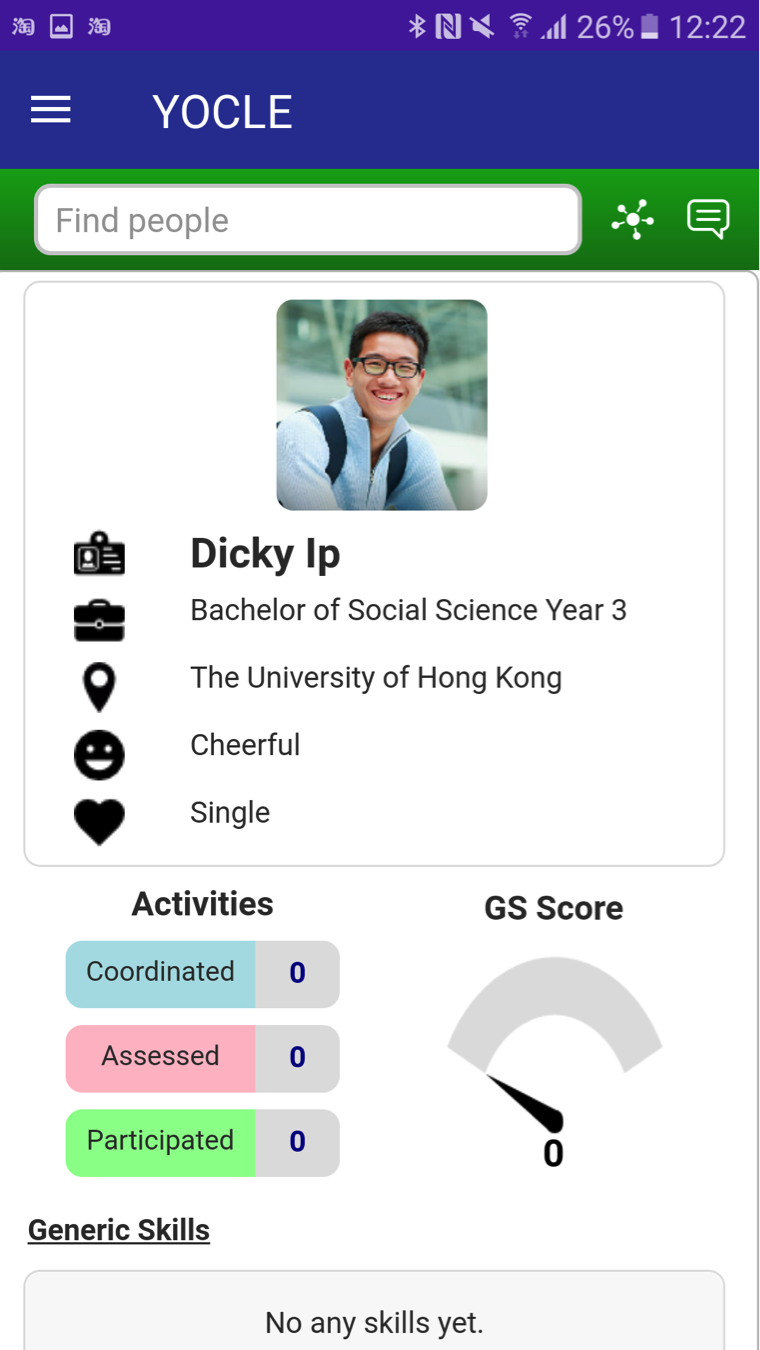 淘 淘 26% 12:22
YOCLE
Find people
Dicky Ip
Bachelor of Social Science Year 3
The University of Hong Kong
Cheerful
Single
Activities
GS Score
Coordinated 0
Assessed 0
Participated 0
0
Generic Skills
No any skills yet.